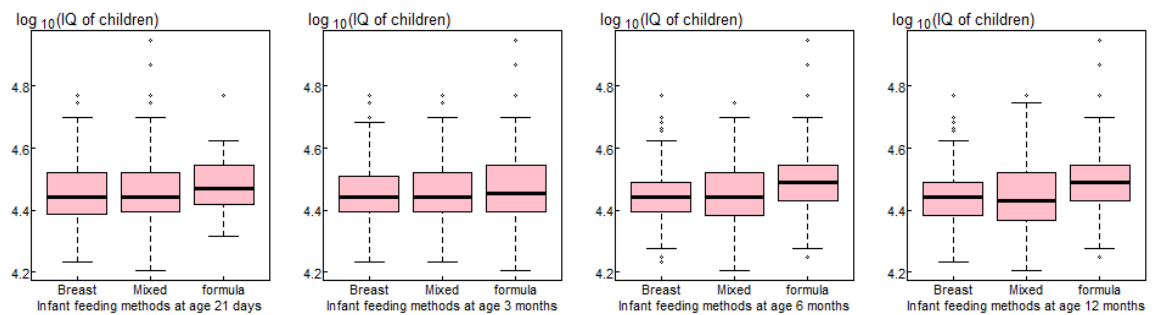 log 10(IQ of children)
4.8
4.6
4.4
4.2
Breast Mixed formula
Infant feeding methods at age 21 days
log 10(IQ of children)
4.8
4.6
4.4
4.2
Breast Mixed formula
Infant feeding methods at age 3 months
log 10(IQ of children)
4.8
4.6
4.4
4.2
Breast Mixed formula
Infant feeding methods at age 6 months
log 10(IQ of children)
4.8
4.6
4.4
4.2
Breast Mixed formula
Infant feeding methods at age 12 months